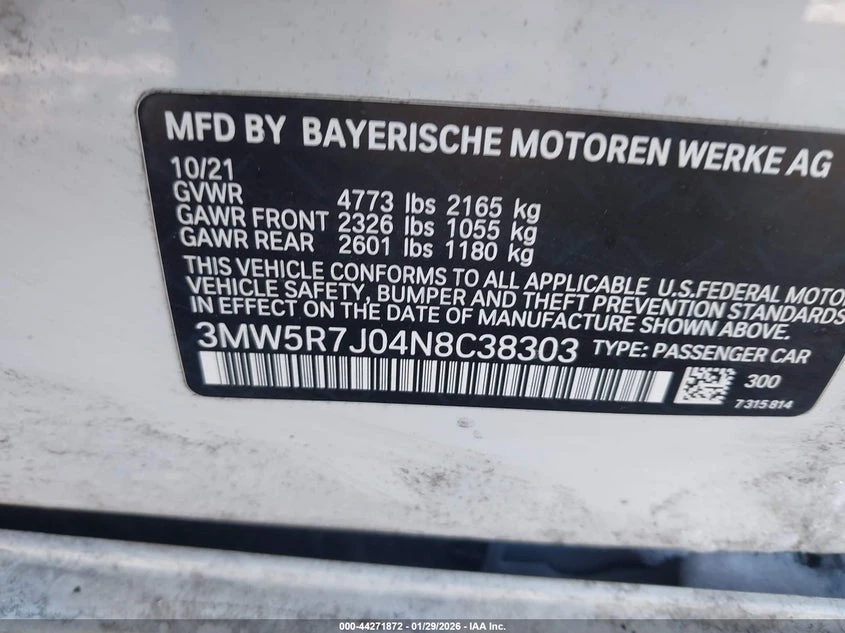 MFD BY BAYERISCHE MOTOREN WERKE AG
10/21
GVWR 4773 lbs 2165 kg
GAWR FRONT 2326 lbs 1055 kg
GAWR REAR 2601 lbs 1180 kg
THIS VEHICLE CONFORMS TO ALL APPLICABLE U.S.FEDERAL MOTO
VEHICLE SAFETY, BUMPER AND THEFT PREVENTION STANDARDS
IN EFFECT ON THE DATE OF MANUFACTURE SHOWN ABOVE.
3MW5R7J04N8C38303 TYPE: PASSENGER CAR
300
7315814
000-44271872 - 01/29/2026 - IAA Inc.